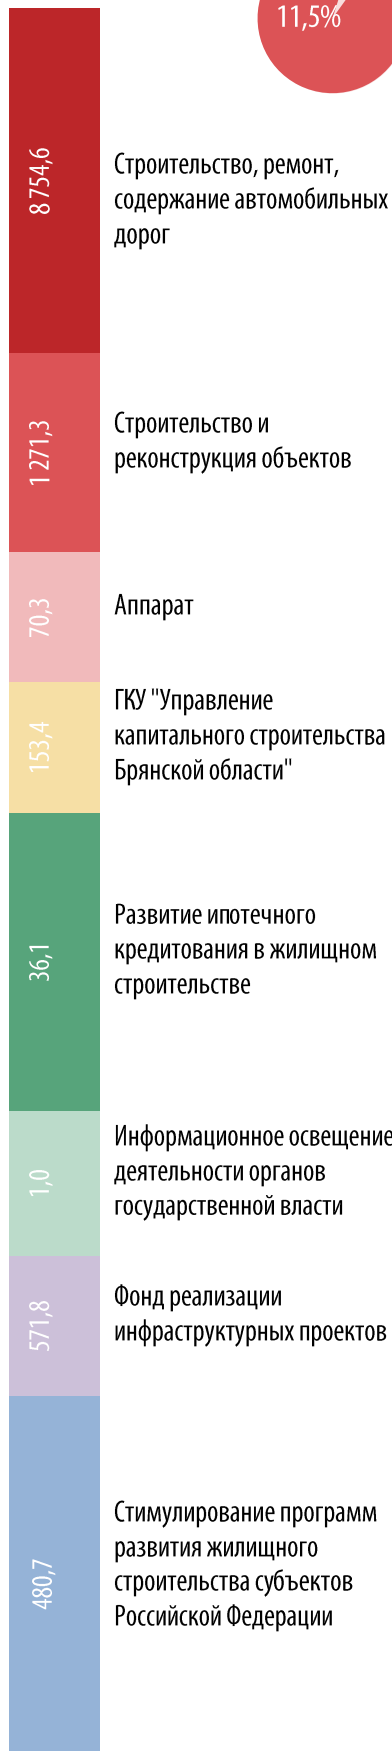 11,5%
8 754,6
Строительство, ремонт,
содержание автомобильных
дорог
1 271,3
Строительство и
реконструкция объектов
70,3
Аппарат
153,4
ГКУ "Управление
капитального строительства
Брянской области"
36,1
Развитие ипотечного
кредитования в жилищном
строительстве
1,0
Информационное освещение
деятельности органов
государственной власти
571,8
Фонд реализации
инфраструктурных проектов
480,7
Стимулирование программ
развития жилищного
строительства субъектов
Российской Федерации